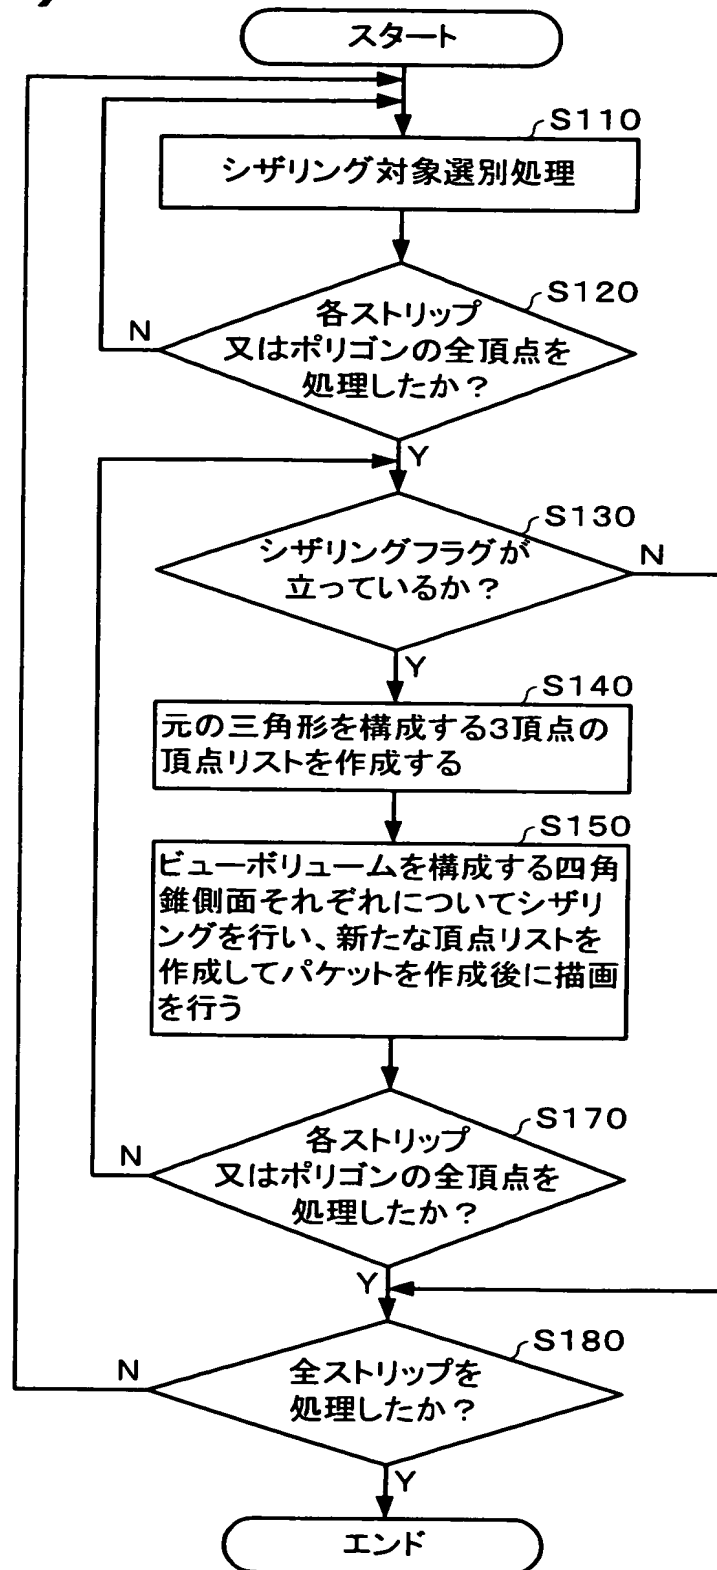 スタート
S110
シザリング対象選別処理
S120
各ストリップ
又はポリゴンの全頂点を
処理したか？
N
Y
S130
シザリングフラグが
立っているか？
N
Y
S140
元の三角形を構成する3頂点の
頂点リストを作成する
S150
ビューボリュームを構成する四角
錐側面それぞれについてシザリ
ングを行い、新たな頂点リストを
作成してパケットを作成後に描画
を行う
S170
各ストリップ
又はポリゴンの全頂点を
処理したか？
N
Y
S180
全ストリップを
処理したか？
N
Y
エンド